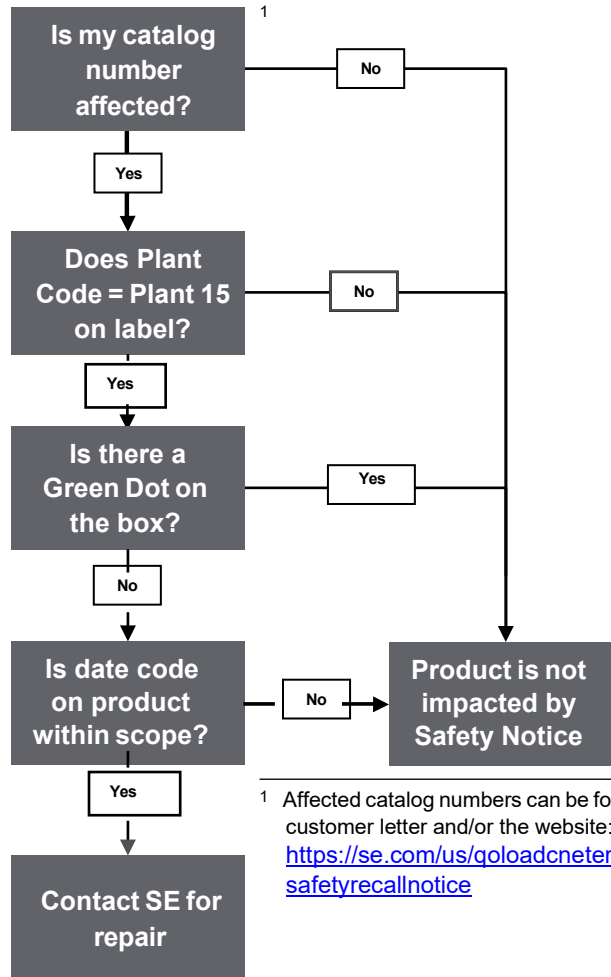 Is my catalog
number
affected?
1
No
Yes
Does Plant
Code = Plant 15
on label?
No
Yes
Is there a
Green Dot on
the box?
Yes
No
Is date code
on product
within scope?
No
Product is not
impacted by
Safety Notice
Yes
1 Affected catalog numbers can be fo
customer letter and/or the website:
https://se.com/us/qoloadcneter
safetyrecallnotice
Contact SE for
repair